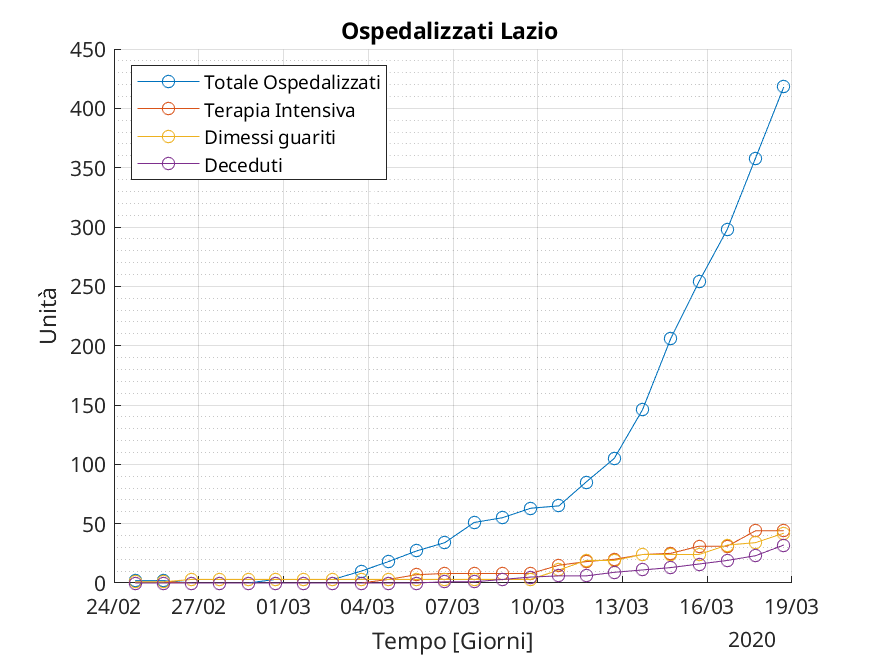 Ospedalizzati Lazio
450
400
350
300
250
200
150
100
50
0
Unità
Totale Ospedalizzati
Terapia Intensiva
Dimessi guariti
Deceduti
24/02 27/02 01/03 04/03 07/03 10/03 13/03 16/03 19/03
Tempo [Giorni]
2020